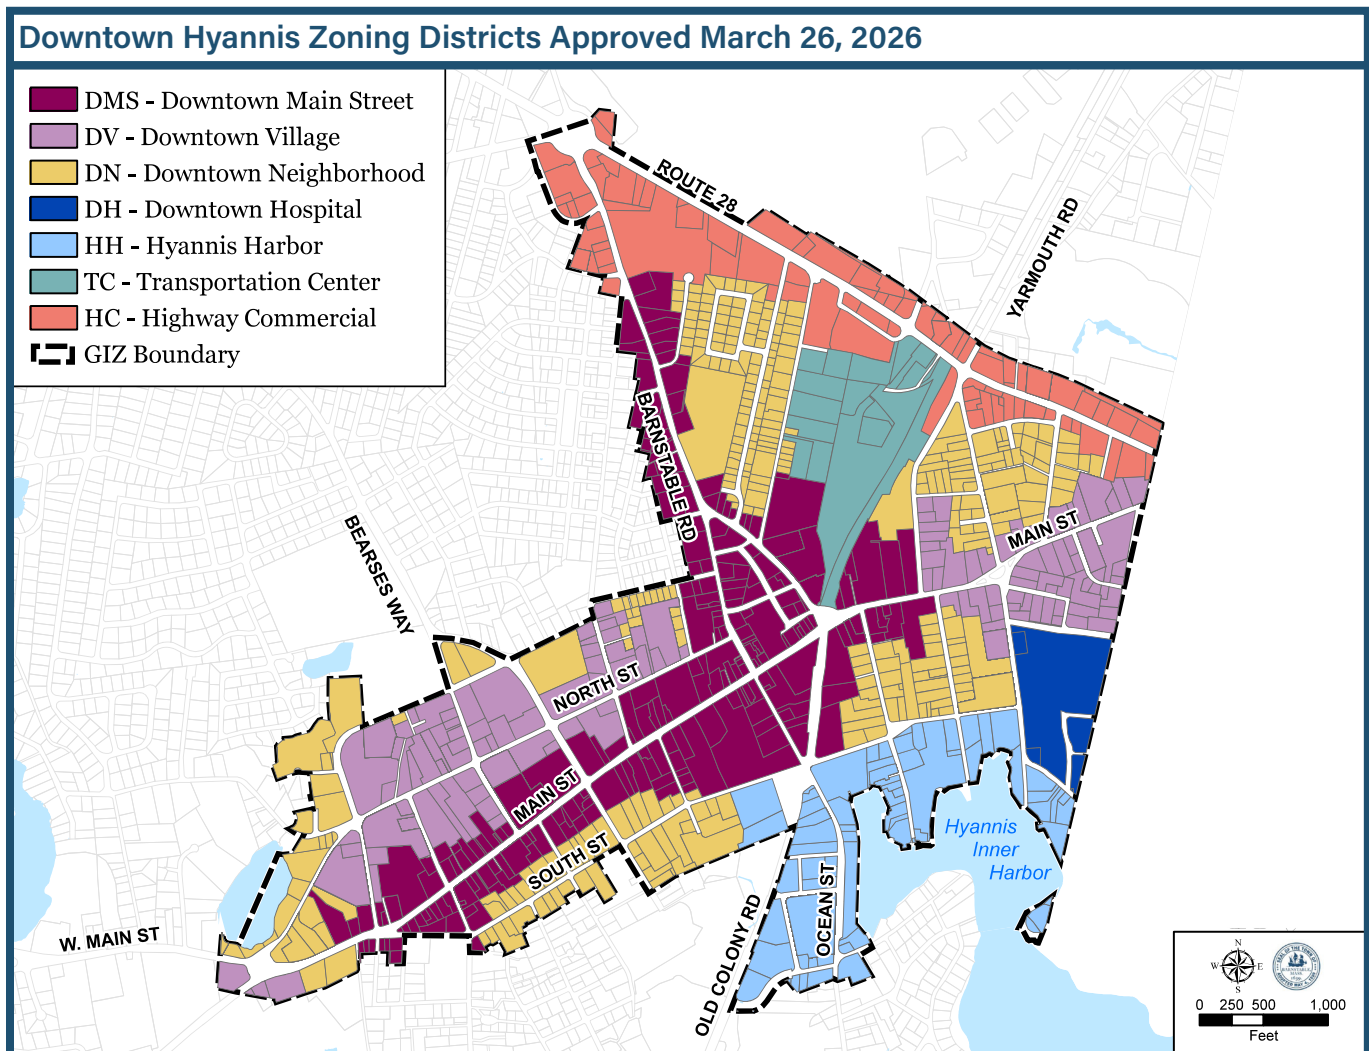 Downtown Hyannis Zoning Districts Approved March 26, 2026
DMS - Downtown Main Street
DV - Downtown Village
DN - Downtown Neighborhood
DH - Downtown Hospital
HH - Hyannis Harbor
TC - Transportation Center
HC - Highway Commercial
GIZ Boundary
ROUTE 28
YARMOUTH RD
BARNSTABLE RD
BEARSES WAY
MAIN ST
NORTH ST
MAIN ST
SOUTH ST
Hyannis
Inner
Harbor
OCEAN ST
OLD COLONY RD
W. MAIN ST
N
W
E
S
0 250 500 1,000
Feet